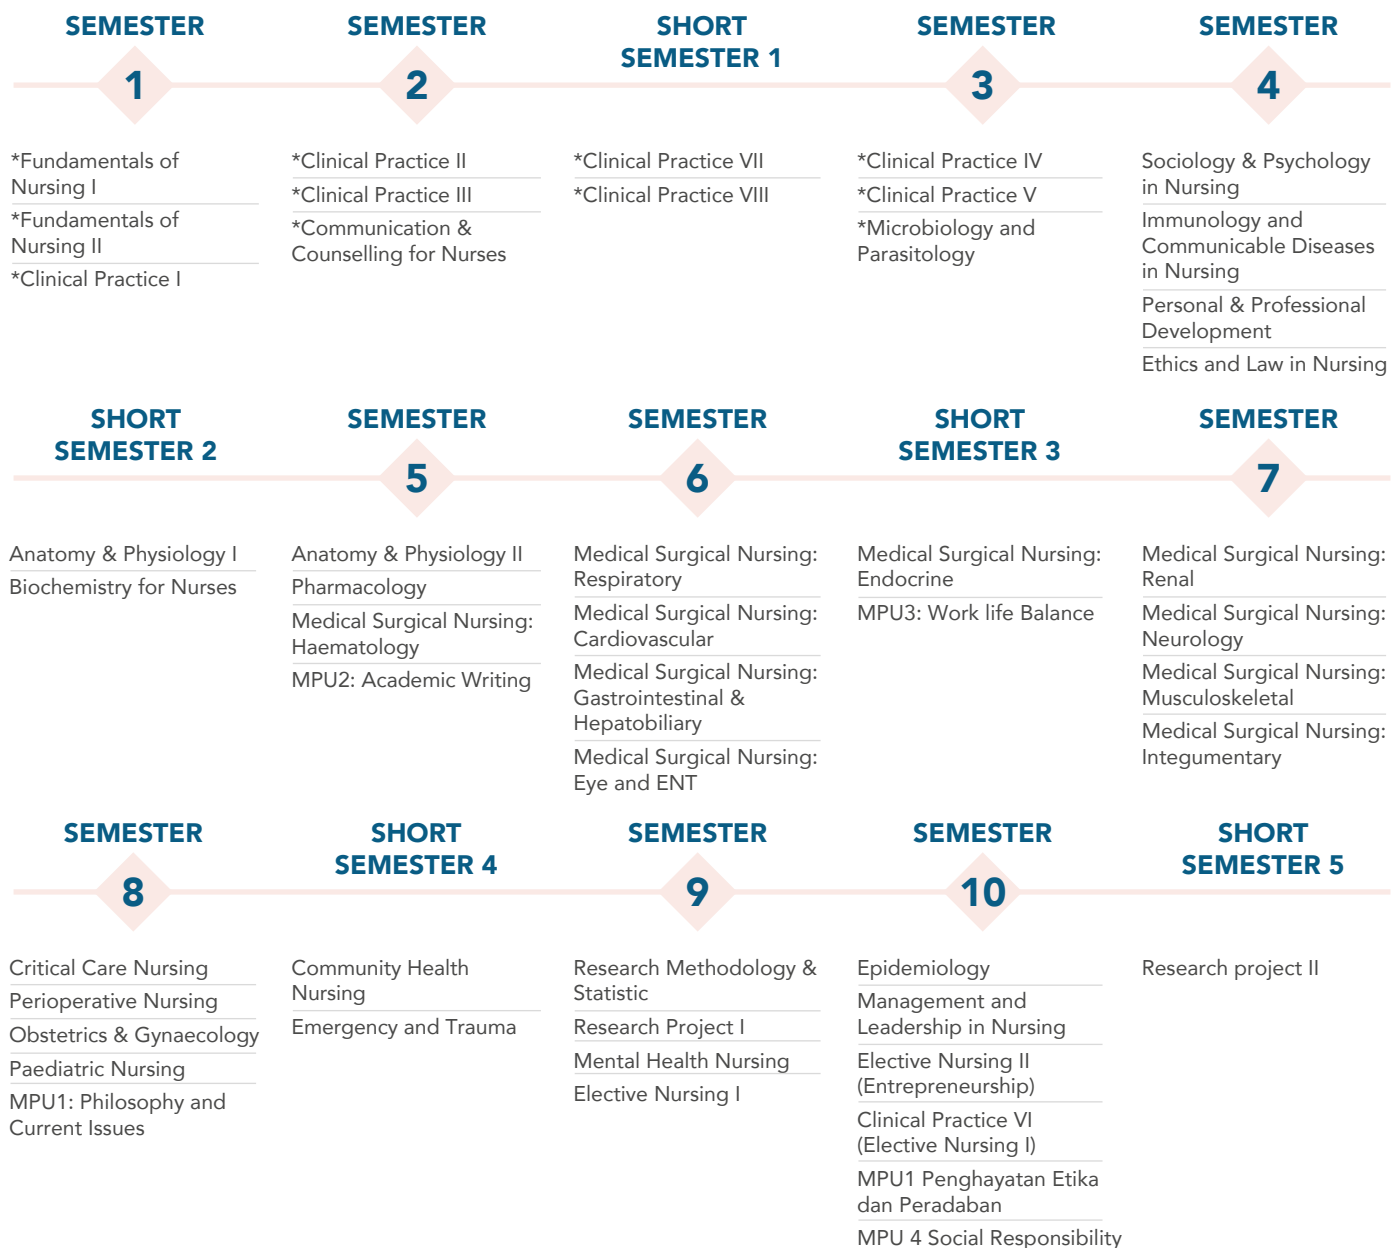 SEMESTER
1
*Fundamentals of
Nursing I
*Fundamentals of
Nursing II
*Clinical Practice I
SEMESTER
2
*Clinical Practice II
*Clinical Practice III
*Communication &
Counselling for Nurses
SHORT
SEMESTER 1
*Clinical Practice VII
*Clinical Practice VIII
SEMESTER
3
*Clinical Practice IV
*Clinical Practice V
*Microbiology and
Parasitology
SEMESTER
4
Sociology & Psychology
in Nursing
Immunology and
Communicable Diseases
in Nursing
Personal & Professional
Development
Ethics and Law in Nursing
SHORT
SEMESTER 2
Anatomy & Physiology I
Biochemistry for Nurses
SEMESTER
5
Anatomy & Physiology II
Pharmacology
Medical Surgical Nursing:
Haematology
MPU2: Academic Writing
SEMESTER
6
Medical Surgical Nursing:
Respiratory
Medical Surgical Nursing:
Cardiovascular
Medical Surgical Nursing:
Gastrointestinal &
Hepatobiliary
Medical Surgical Nursing:
Eye and ENT
SHORT
SEMESTER 3
Medical Surgical Nursing:
Endocrine
MPU3: Work life Balance
SEMESTER
7
Medical Surgical Nursing:
Renal
Medical Surgical Nursing:
Neurology
Medical Surgical Nursing:
Musculoskeletal
Medical Surgical Nursing:
Integumentary
SEMESTER
8
Critical Care Nursing
Perioperative Nursing
Obstetrics & Gynaecology
Paediatric Nursing
MPU1: Philosophy and
Current Issues
SHORT
SEMESTER 4
Community Health
Nursing
Emergency and Trauma
SEMESTER
9
Research Methodology &
Statistic
Research Project I
Mental Health Nursing
Elective Nursing I
SEMESTER
10
Epidemiology
Management and
Leadership in Nursing
Elective Nursing II
(Entrepreneurship)
Clinical Practice VI
(Elective Nursing I)
MPU1 Penghayatan Etika
dan Peradaban
MPU 4 Social Responsibility
SHORT
SEMESTER 5
Research project II